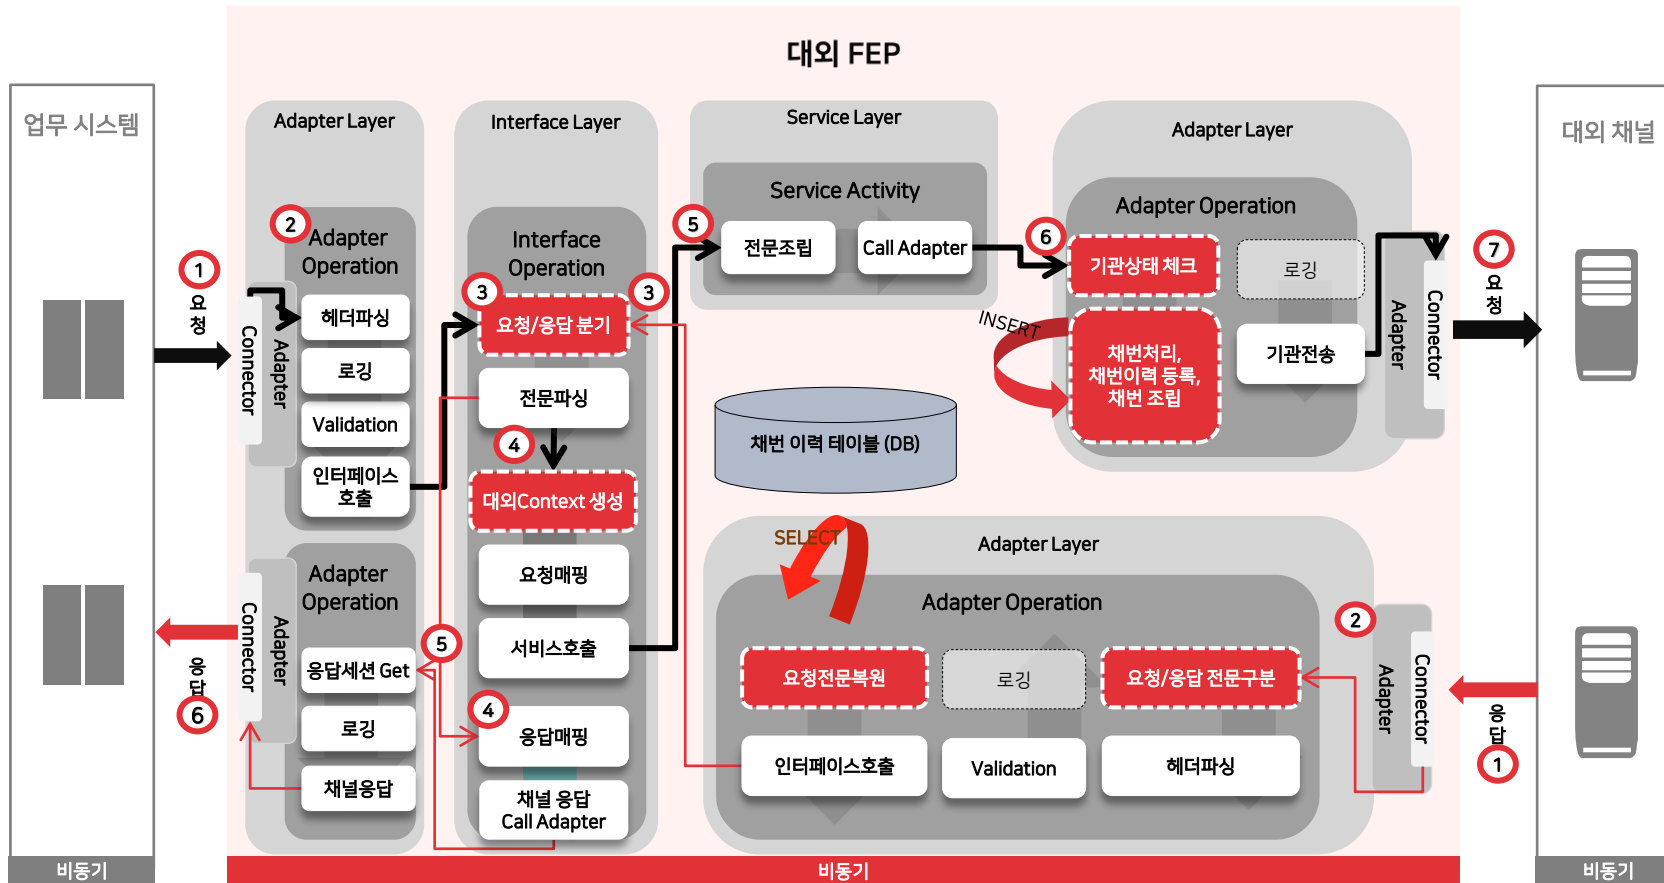 대외 FEP
업무 시스템
비동기
1
요
청
Adapter Layer
2
Adapter
Operation
헤더파싱
로깅
Validation
인터페이스
호출
Connector
Adapter
Adapter
Operation
응답세션 Get
로깅
채널응답
Connector
Adapter
응
답
6
Interface Layer
Interface
Operation
3
3
요청/응답 분기
전문파싱
4
대외Context 생성
요청매핑
서비스호출
5
4
응답매핑
채널 응답
Call Adapter
Service Layer
Service Activity
5
전문조립
Call Adapter
채번 이력 테이블 (DB)
Adapter Layer
Adapter Operation
6
기관상태 체크
로깅
INSERT
채번처리,
채번이력 등록,
채번 조립
기관전송
Adapter
Connector
7
요
청
SELECT
Adapter Layer
Adapter Operation
요청전문복원
로깅
요청/응답 전문구분
인터페이스호출
Validation
헤더파싱
2
Adapter
Connector
응
답
1
비동기
대외 채널
비동기